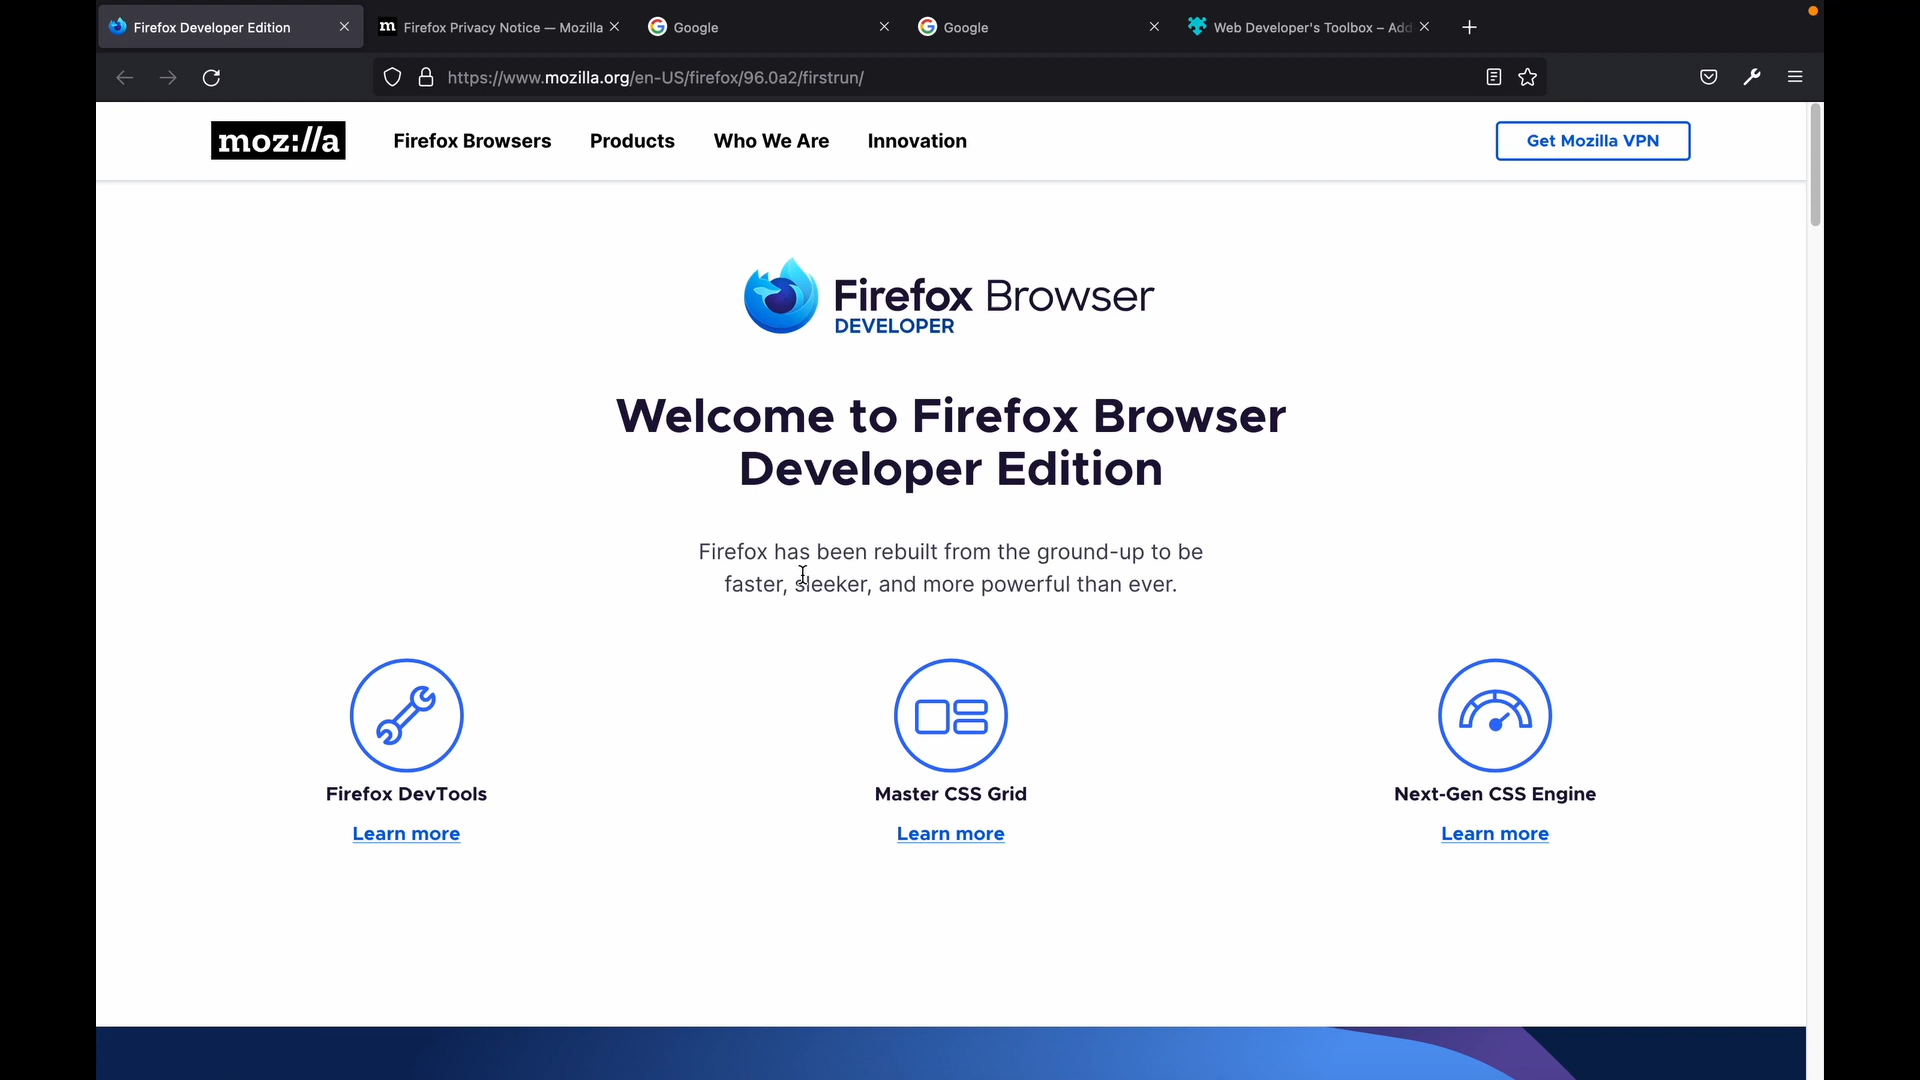 Firefox Developer Edition
m Firefox Privacy Notice — Mozilla
Google
Google
Web Developer's Toolbox – Add
https://www.mozilla.org/en-US/firefox/96.0a2/firstrun/
moz://a
Firefox Browsers
Products
Who We Are
Innovation
Get Mozilla VPN
Firefox Browser
DEVELOPER
Welcome to Firefox Browser
Developer Edition
Firefox has been rebuilt from the ground-up to be
faster, sleeker, and more powerful than ever.
Firefox DevTools
Learn more
Master CSS Grid
Learn more
Next-Gen CSS Engine
Learn more